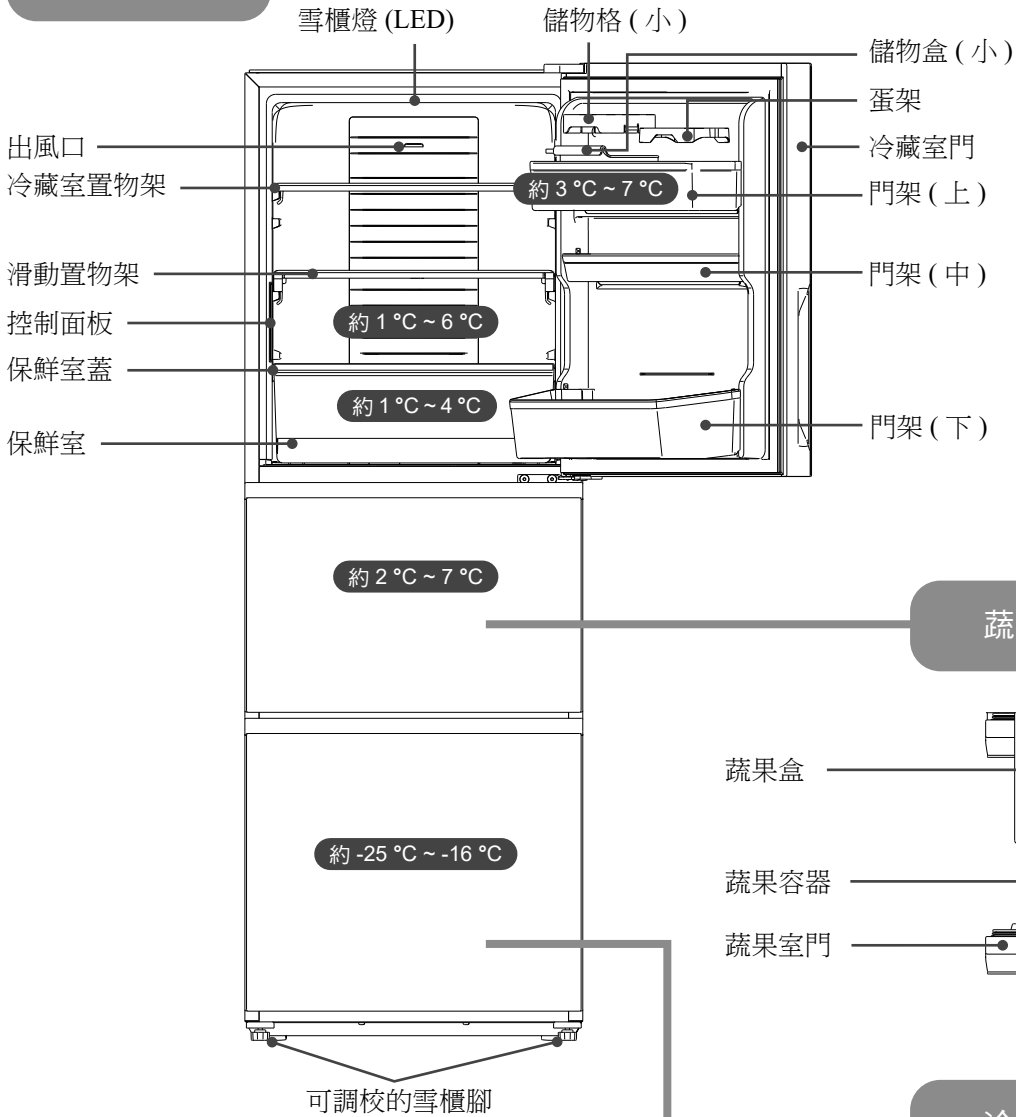 雪櫃燈 (LED)
儲物格 ( 小 )
儲物盒 ( 小 )
蛋架
出風口
冷藏室門
冷藏室置物架
約 3 °C ~ 7 °C
門架 ( 上 )
滑動置物架
門架 ( 中 )
控制面板
約 1 °C ~ 6 °C
保鮮室蓋
約 1 °C ~ 4 °C
保鮮室
門架 ( 下 )
約 2 °C ~ 7 °C
蔬
蔬果盒
約 -25 °C ~ -16 °C
蔬果容器
蔬果室門
可調校的雪櫃腳